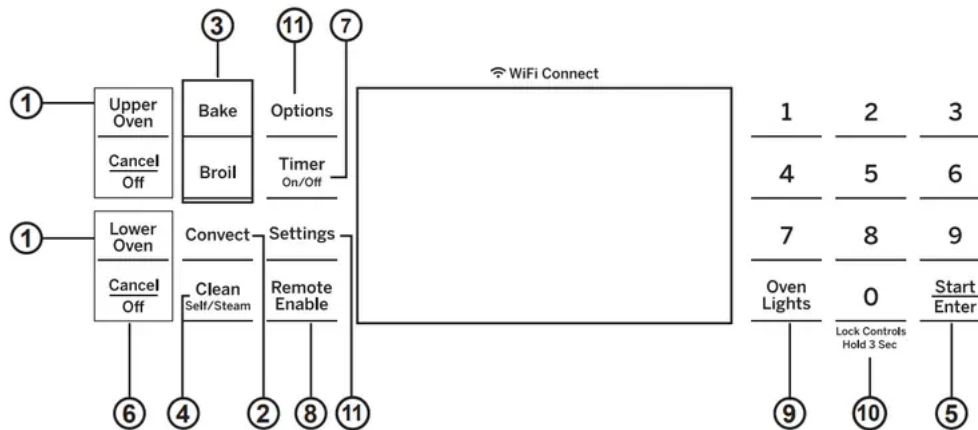 3 11 7
WiFi Connect
1 Upper Oven Bake Options 1 2 3
Cancel Off Broil Timer On/Off 4 5 6
1 Lower Oven Convect Settings 7 8 9
Cancel Off Clean Self/Steam Remote Enable Oven Lights 0 Start Enter
Lock Controls
Hold 3 Sec
6 4 2 8 11 9 10 5